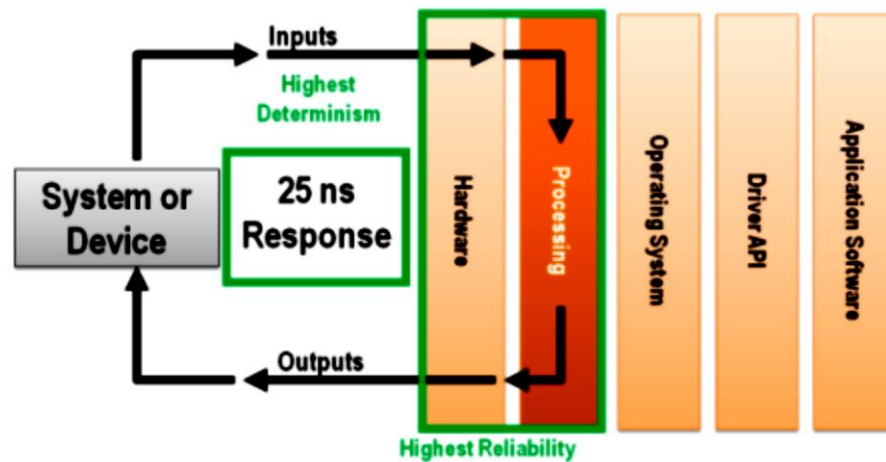 Inputs
Highest
Determinism
System or
Device
25 ns
Response
Hardware
Processing
Operating System
Driver API
Application Software
Outputs
Highest Reliability